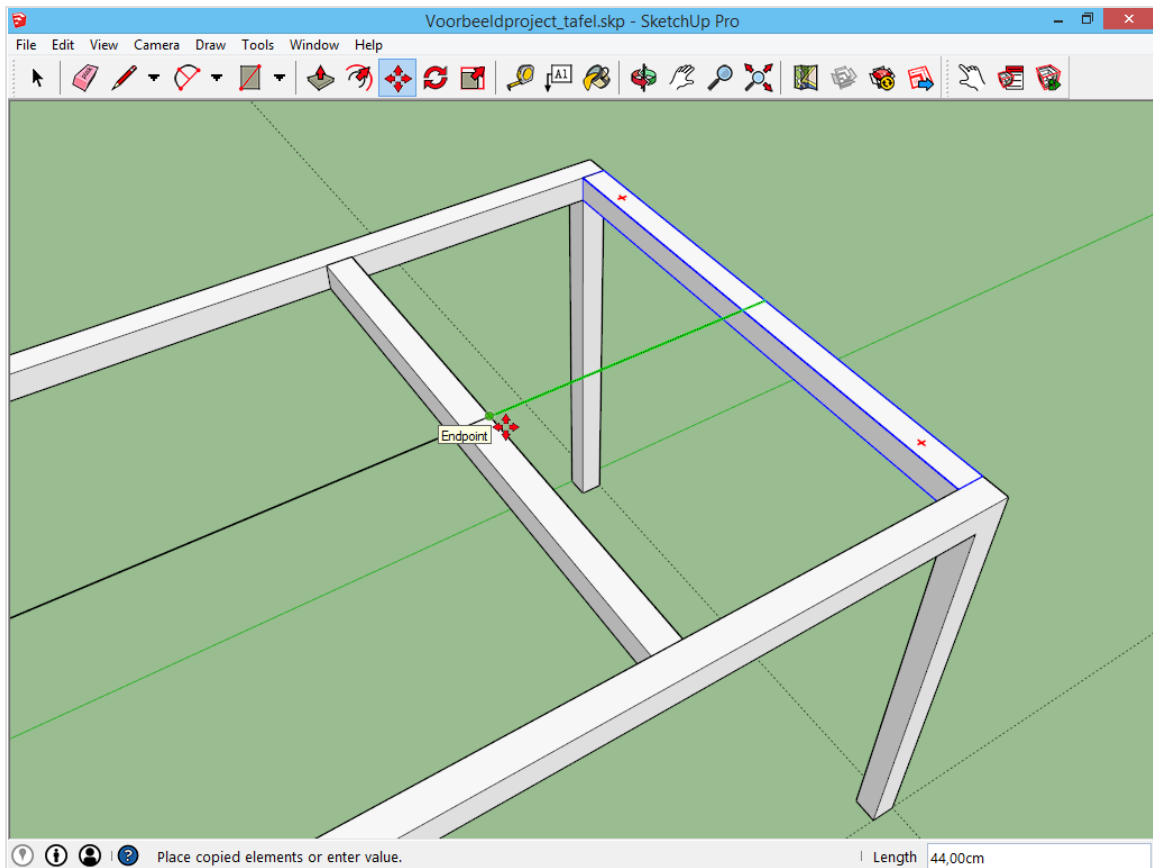 Voorbeeldproject_tafel.skp - SketchUp Pro
File Edit View Camera Draw Tools Window Help
A1
Endpoint
Place copied elements or enter value.
Length 44,00cm